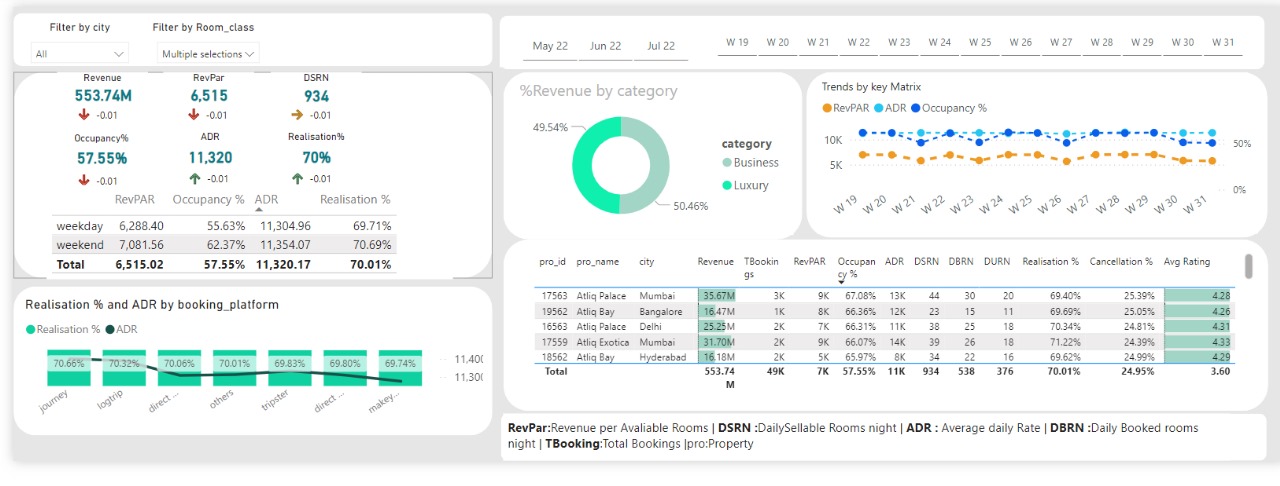 Filter by city Filter by Room_class
All Multiple selections
May 22 Jun 22 Jul 22 W 19 W 20 W 21 W 22 W 23 W 24 W 25 W 26 W 27 W 28 W 29 W 30 W 31
Revenue RevPar DSRN
553.74M 6,515 934
-0.01 -0.01 -0.01
Occupancy% ADR Realisation%
57.55% 11,320 70%
-0.01 -0.01 -0.01
RevPAR Occupancy % ADR Realisation %
weekday 6,288.40 55.63% 11,304.96 69.71%
weekend 7,081.56 62.37% 11,354.07 70.69%
Total 6,515.02 57.55% 11,320.17 70.01%
Realisation % and ADR by booking_platform
Realisation % ADR
70.66% 70.32% 70.06% 70.01% 69.83% 69.80% 69.74%
11,400
11,300
journey logtrip direct ... others tripster direct ... makey...
%Revenue by category
49.54%
50.46%
category
Business
Luxury
Trends by key Matrix
RevPAR ADR Occupancy %
10K
5K
50%
0%
W 19 W 20 W 21 W 22 W 23 W 24 W 25 W 26 W 27 W 28 W 29 W 30 W 31
pro_id pro_name city Revenue TBookin RevPAR Occupan ADR DSRN DBRN DURN Realisation % Cancellation % Avg Rating
gs cy %
17563 Atliq Palace Mumbai 35.67M 3K 9K 67.08% 13K 44 30 20 69.40% 25.39% 4.28
19562 Atliq Bay Bangalore 16.47M 1K 8K 66.36% 12K 23 15 11 69.69% 25.05% 4.26
16563 Atliq Palace Delhi 25.25M 2K 7K 66.31% 11K 38 25 18 70.34% 24.81% 4.31
17559 Atliq Exotica Mumbai 31.70M 2K 9K 66.07% 14K 39 26 18 71.22% 24.39% 4.33
18562 Atliq Bay Hyderabad 16.18M 2K 5K 65.97% 8K 34 22 16 69.62% 24.99% 4.29
Total 553.74 49K 7K 57.55% 11K 934 538 376 70.01% 24.95% 3.60
M
RevPar:Revenue per Avaliable Rooms | DSRN :DailySellable Rooms night | ADR : Average daily Rate | DBRN :Daily Booked rooms
night | TBooking:Total Bookings |pro:Property